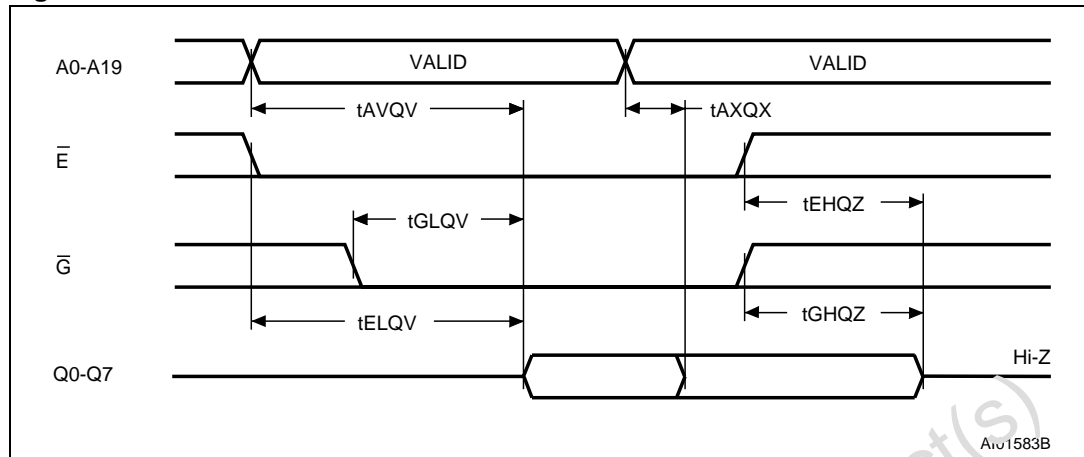 A0-A19
VALID
VALID
tAVQV
tAXQX
E
tEHQZ
tGLQV
G
tELQV
tGHQZ
Q0-Q7
Hi-Z
AI01583B